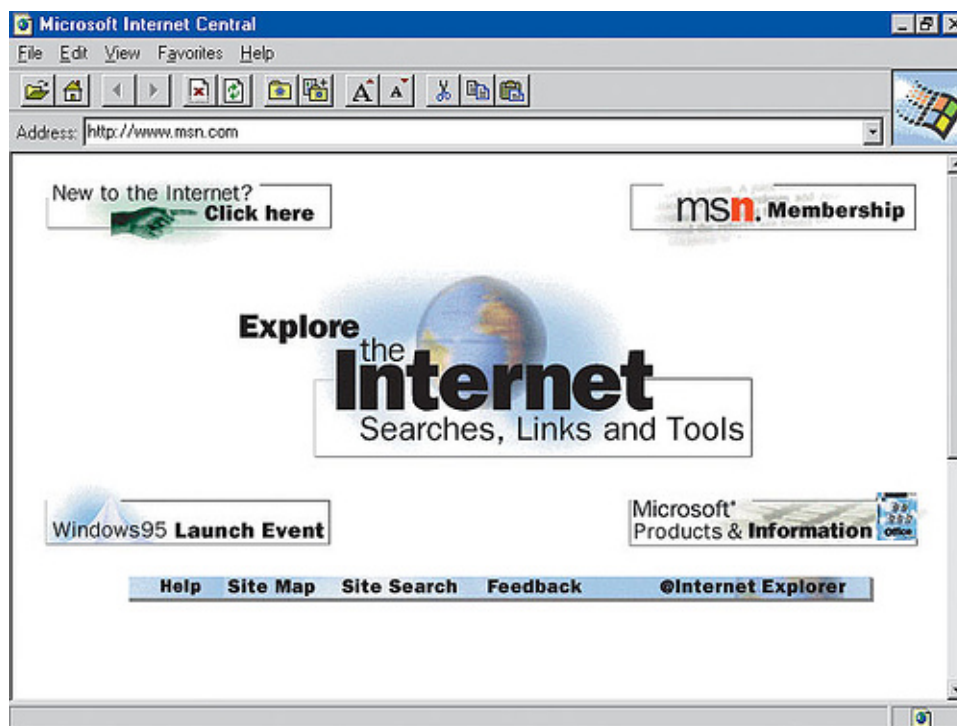 Microsoft Internet Central
File Edit View Favorites Help
Address: http://www.msn.com
New to the Internet?
Click here
msn. Membership
Explore
the
Internet
Searches, Links and Tools
Windows95 Launch Event
Microsoft®
Products & Information
Office
Help Site Map Site Search Feedback @Internet Explorer